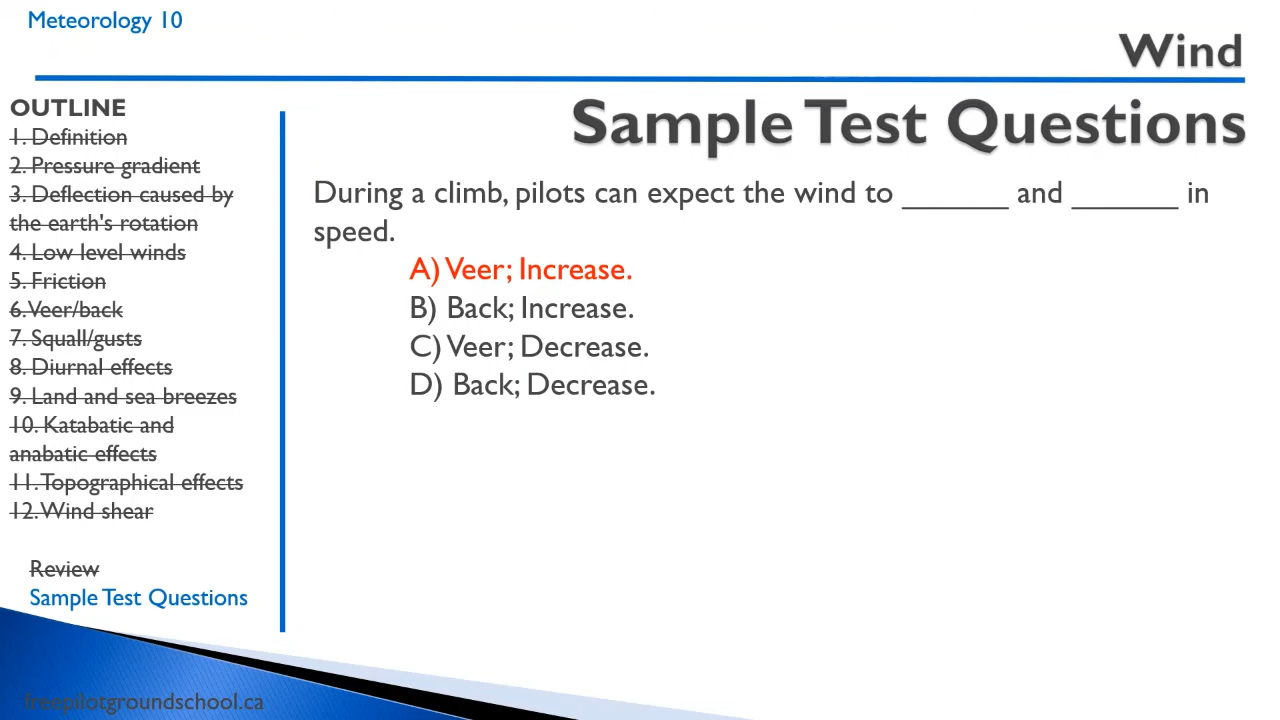 Meteorology 10
Wind
OUTLINE
1. Definition
2. Pressure gradient
3. Deflection caused by
the earth's rotation
4. Low level winds
5. Friction
6. Veer/back
7. Squall/gusts
8. Diurnal effects
9. Land and sea breezes
10. Katabatic and
anabatic effects
11. Topographical effects
12. Wind shear
Review
Sample Test Questions
Sample Test Questions
During a climb, pilots can expect the wind to _______ and _______ in
speed.
A) Veer; Increase.
B) Back; Increase.
C) Veer; Decrease.
D) Back; Decrease.
freepilotgroundschool.ca